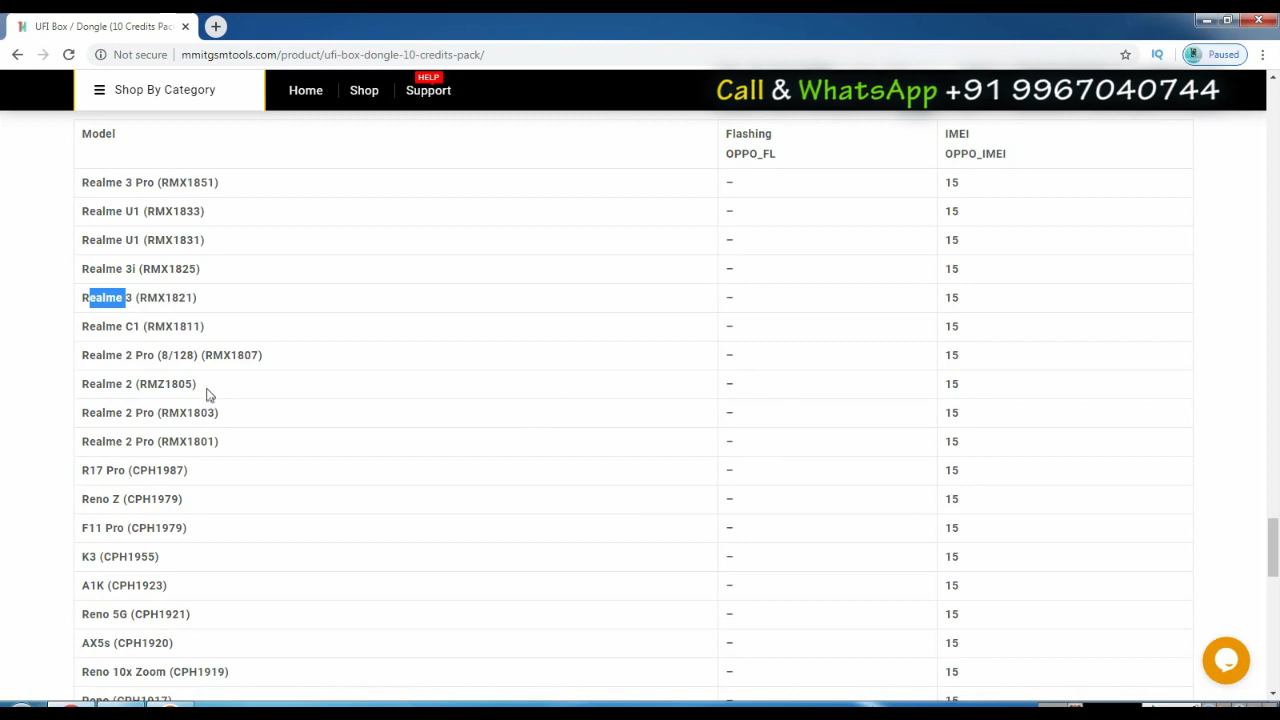 UFI Box / Dongle (10 Credits Pac
Not secure mmitgsmtools.com/product/ufi-box-dongle-10-credits-pack/
IQ
Paused
HELP
Shop By Category Home Shop Support
Call & WhatsApp +91 9967040744
Model Flashing IMEI
OPPO_FL OPPO_IMEI
Realme 3 Pro (RMX1851) – 15
Realme U1 (RMX1833) – 15
Realme U1 (RMX1831) – 15
Realme 3i (RMX1825) – 15
Realme 3 (RMX1821) – 15
Realme C1 (RMX1811) – 15
Realme 2 Pro (8/128) (RMX1807) – 15
Realme 2 (RMZ1805) – 15
Realme 2 Pro (RMX1803) – 15
Realme 2 Pro (RMX1801) – 15
R17 Pro (CPH1987) – 15
Reno Z (CPH1979) – 15
F11 Pro (CPH1979) – 15
K3 (CPH1955) – 15
A1K (CPH1923) – 15
Reno 5G (CPH1921) – 15
AX5s (CPH1920) – 15
Reno 10x Zoom (CPH1919) – 15
Reno (CPH1917) – 15